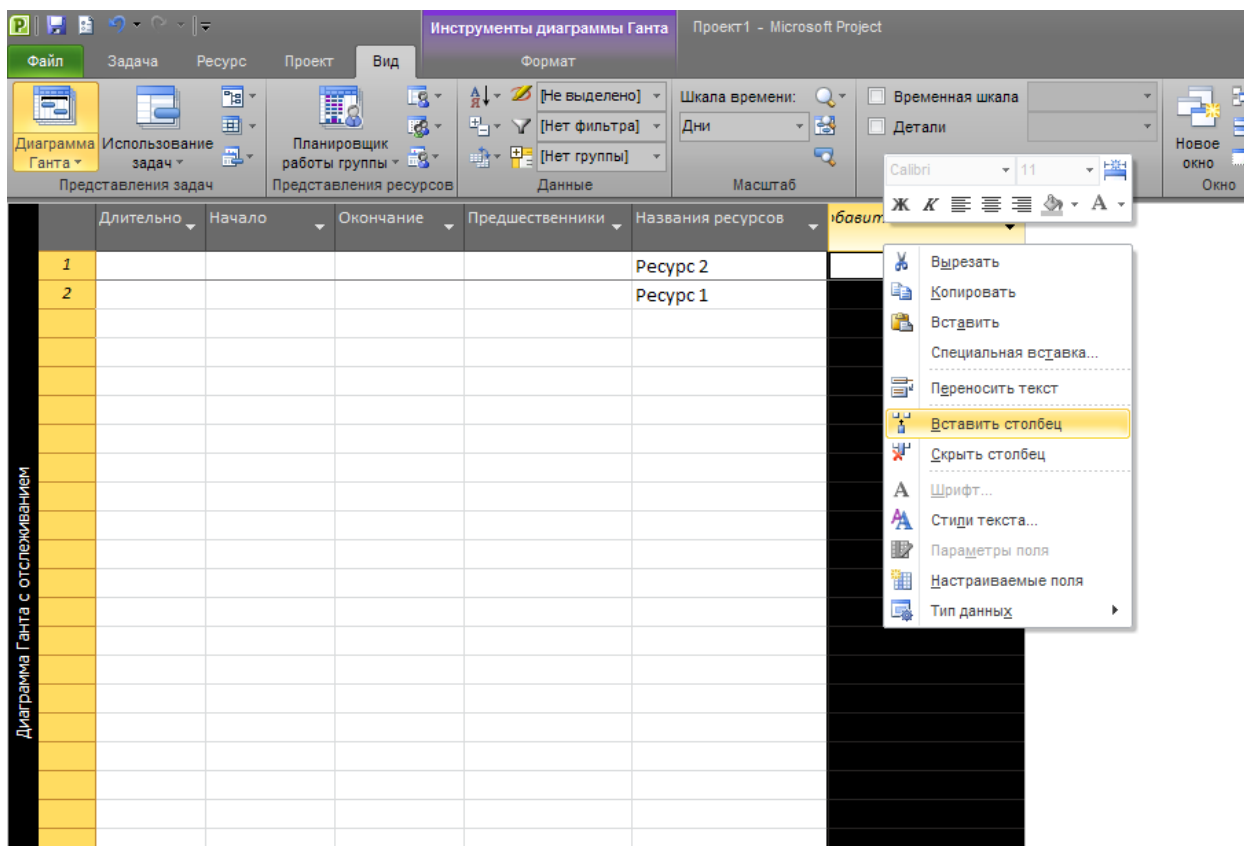 Инструменты диаграммы Ганта Проект1 - Microsoft Project
Файл Задача Ресурс Проект Вид Формат
[Не выделено] Шкала времени: Временная шкала
[Нет фильтра] Дни Детали
[Нет группы]
Диаграмма Ганта
Использование задач
Планировщик работы группы
Новое окно
Представления задач Представления ресурсов Данные Масштаб Окно
Calibri 11
Ж К A
Длительно Начало Окончание Предшественники Названия ресурсов
1 Ресурс 2
2 Ресурс 1
Вырезать
Копировать
Вставить
Специальная вставка...
Переносить текст
Вставить столбец
Скрыть столбец
Шрифт...
Стили текста...
Параметры поля
Настраиваемые поля
Тип данных
Диаграмма Ганта с отслеживанием